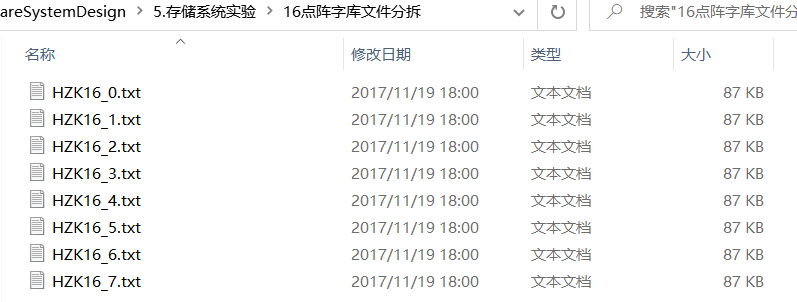 areSystemDesign > 5.存储系统实验 > 16点阵字库文件分拆 搜索"16点阵字库文件分
名称 修改日期 类型 大小
HZK16_0.txt 2017/11/19 18:00 文本文档 87 KB
HZK16_1.txt 2017/11/19 18:00 文本文档 87 KB
HZK16_2.txt 2017/11/19 18:00 文本文档 87 KB
HZK16_3.txt 2017/11/19 18:00 文本文档 87 KB
HZK16_4.txt 2017/11/19 18:00 文本文档 87 KB
HZK16_5.txt 2017/11/19 18:00 文本文档 87 KB
HZK16_6.txt 2017/11/19 18:00 文本文档 87 KB
HZK16_7.txt 2017/11/19 18:00 文本文档 87 KB